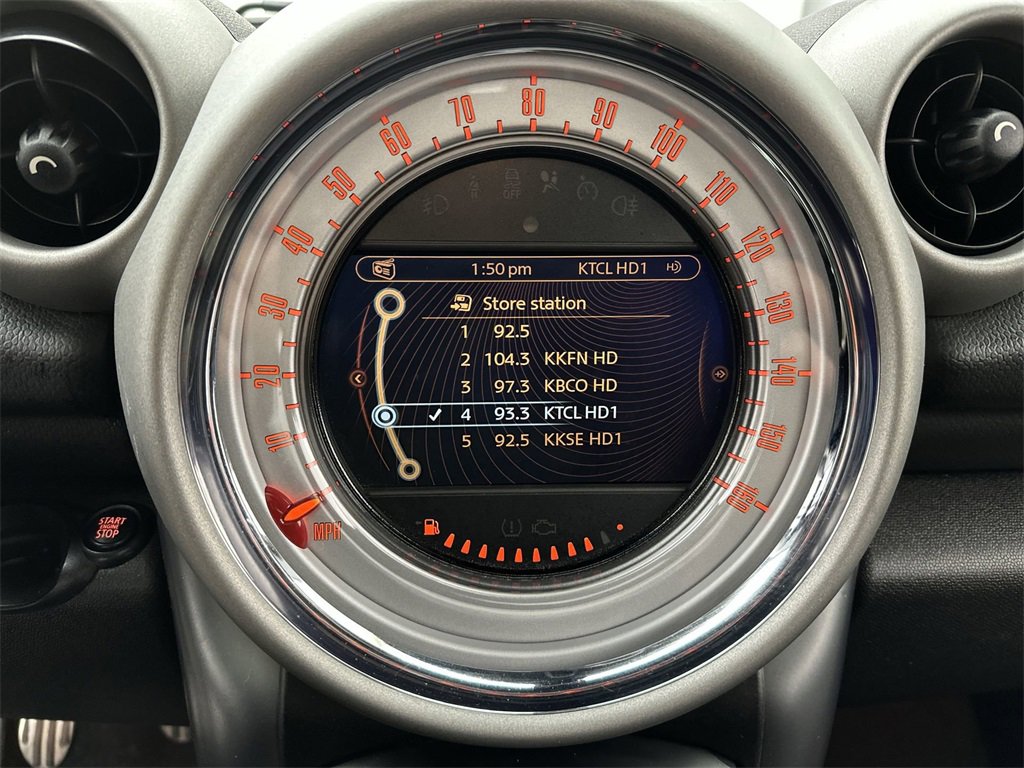 80
70
90
60
100
50
110
40
120
30
130
20
140
10
150
160
MPH
OFF
1:50 pm KTCL HD1 HD
Store station
1 92.5
2 104.3 KKFN HD
3 97.3 KBCO HD
4 93.3 KTCL HD1
5 92.5 KKSE HD1
START
ENGINE
STOP